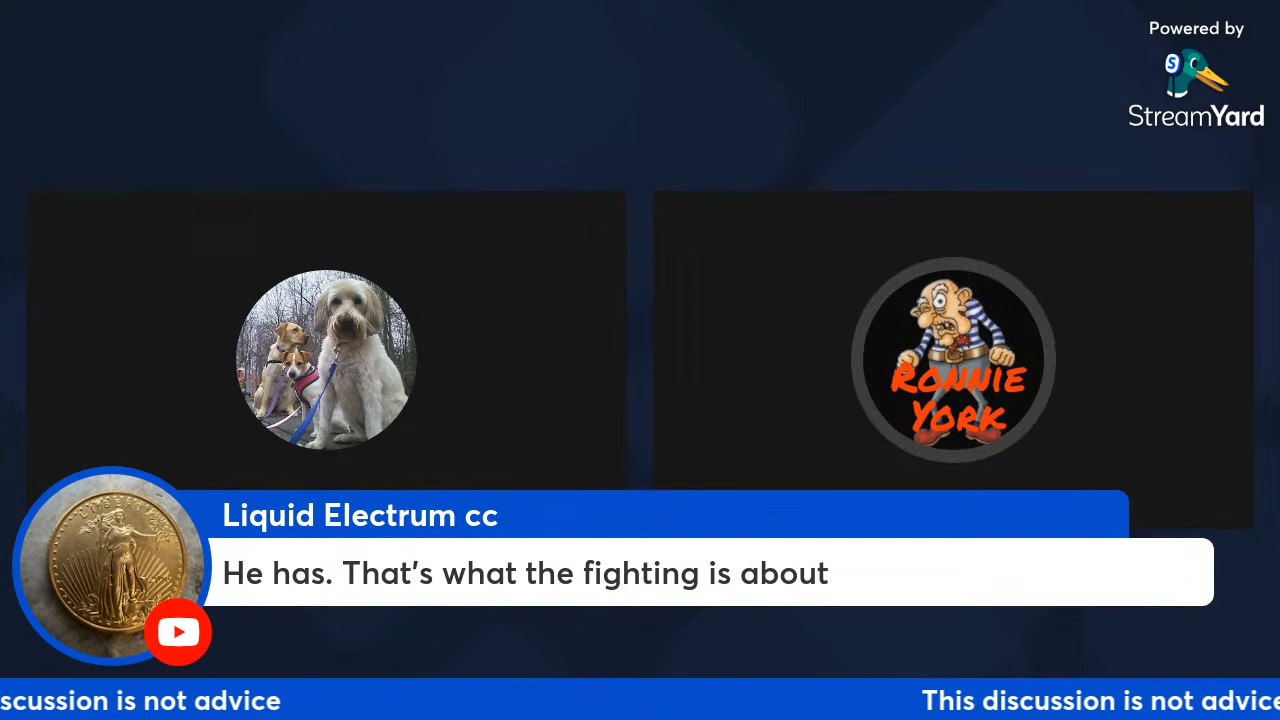 Powered by
S
StreamYard
LIBERTY
RONNIE
YORK
Liquid Electrum cc
He has. That's what the fighting is about
scussion is not advice
This discussion is not advice